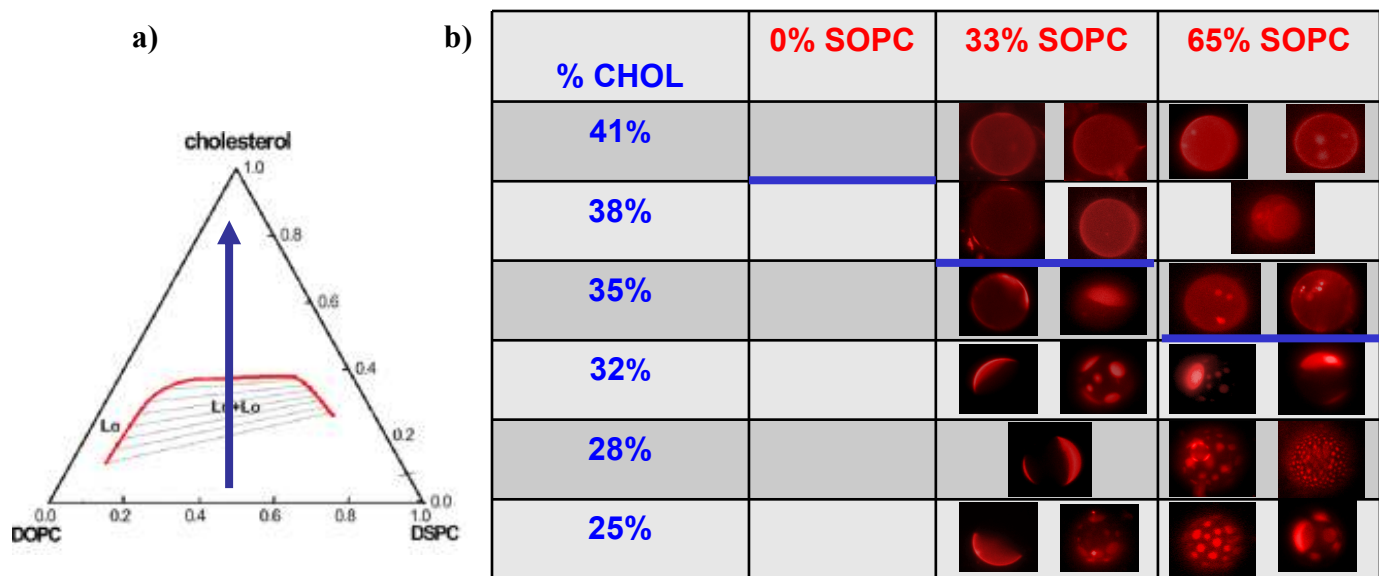 a)
cholesterol
1.0
0.8
0.6
0.4
0.2
0.0
Lα
Lα+Lo
0.0
0.2
0.4
0.6
0.8
1.0
DOPC
DSPC
b)
% CHOL
0% SOPC
33% SOPC
65% SOPC
41%
38%
35%
32%
28%
25%